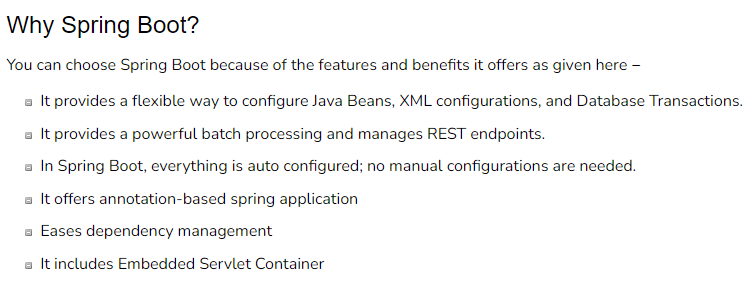 Why Spring Boot?
You can choose Spring Boot because of the features and benefits it offers as given here −
It provides a flexible way to configure Java Beans, XML configurations, and Database Transactions.
It provides a powerful batch processing and manages REST endpoints.
In Spring Boot, everything is auto configured; no manual configurations are needed.
It offers annotation-based spring application
Eases dependency management
It includes Embedded Servlet Container